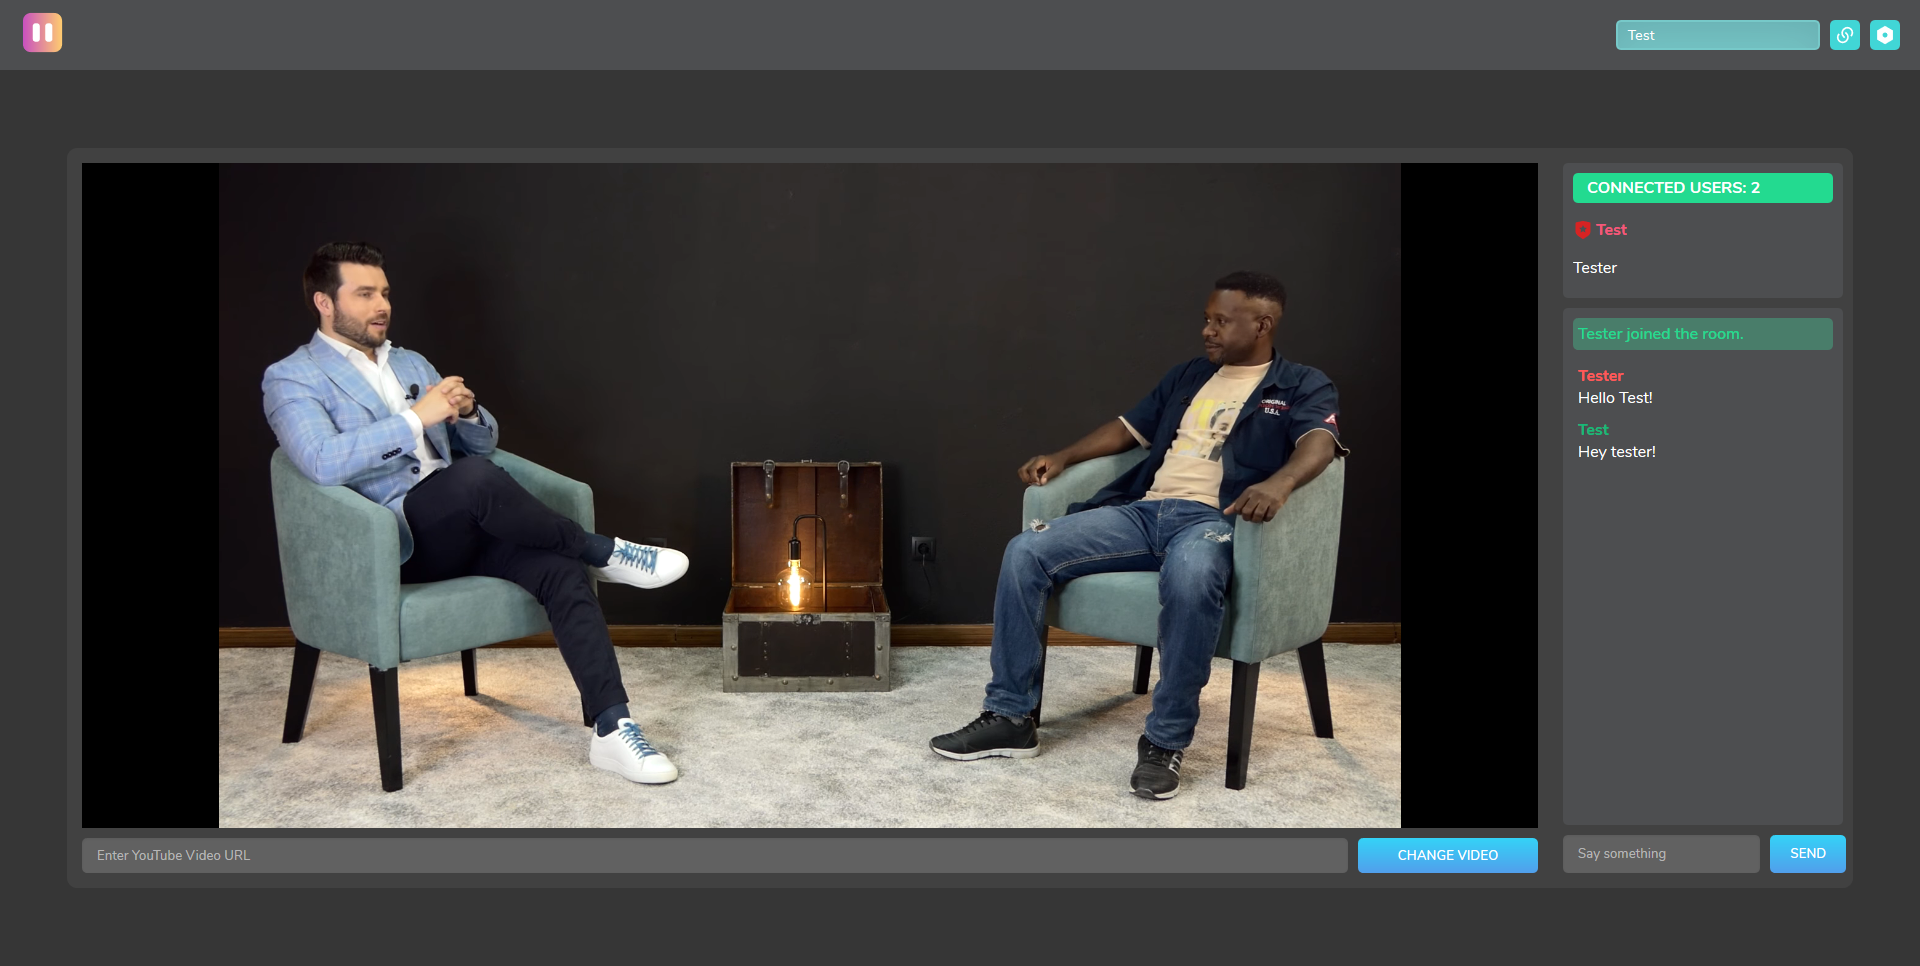 Test
CONNECTED USERS: 2
Test
Tester
Tester joined the room.
Tester
Hello Test!
Test
Hey tester!
ORIGINAL
U.S.A.
Enter YouTube Video URL
CHANGE VIDEO
Say something
SEND